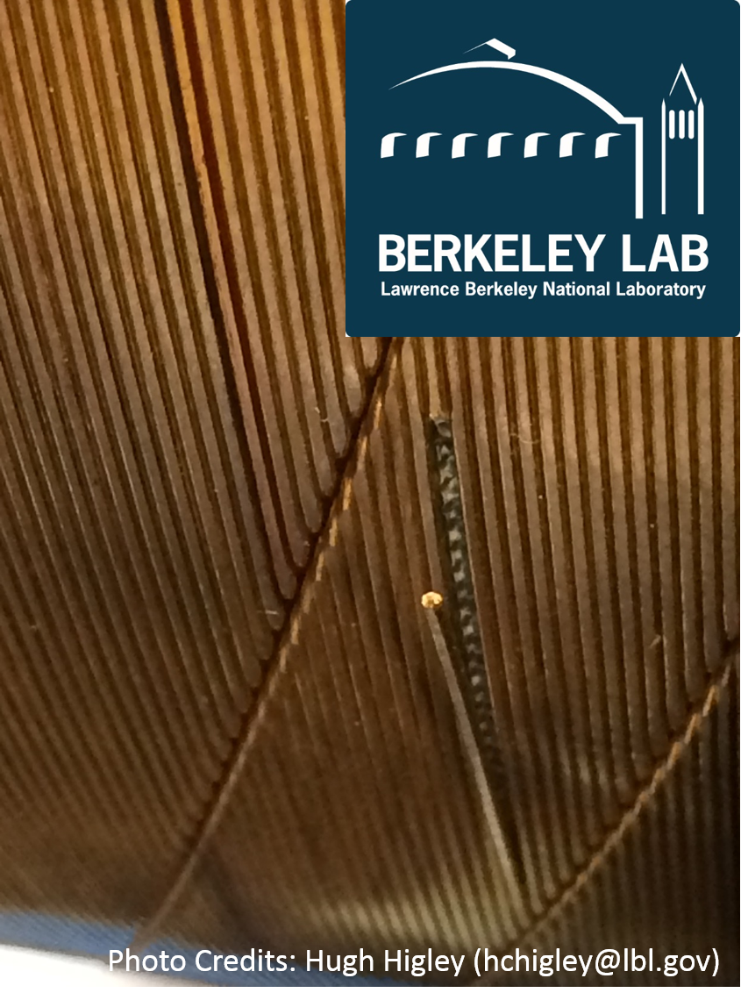 BERKELEY LAB
Lawrence Berkeley National Laboratory
Photo Credits: Hugh Higley (hchigley@lbl.gov)